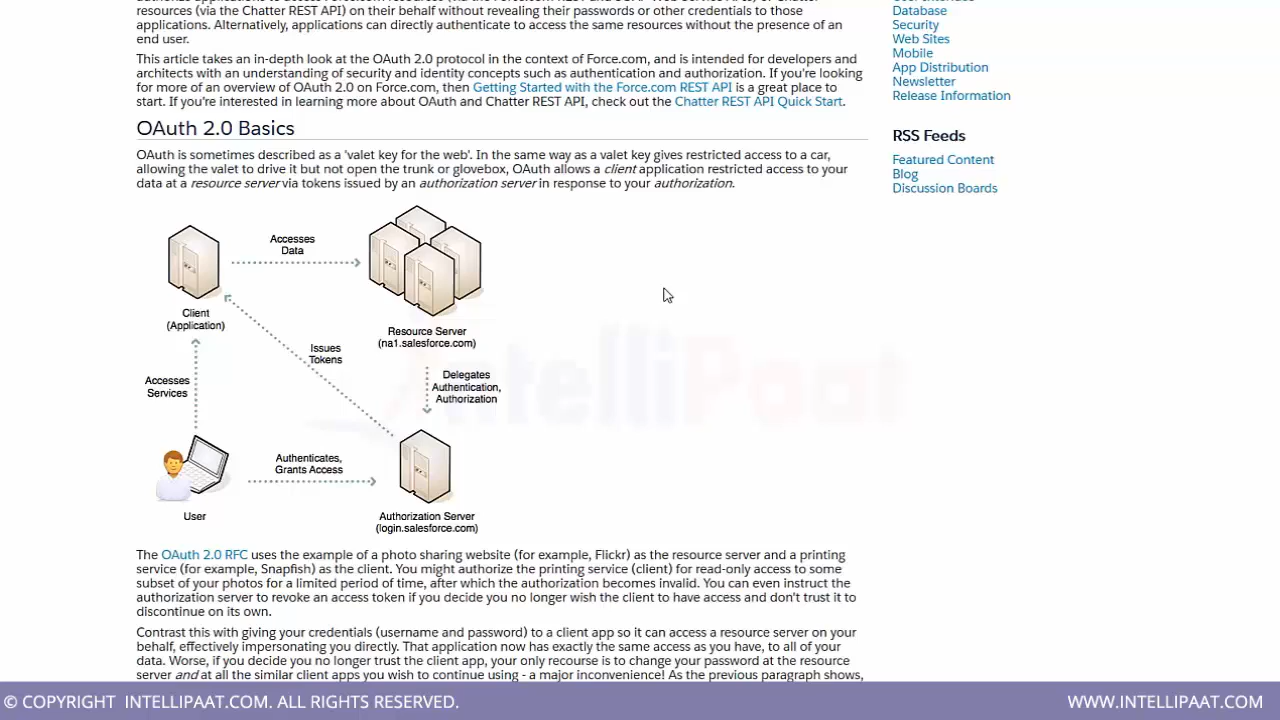 resources (via the Chatter REST API) on your behalf without revealing their passwords or other credentials to those
applications. Alternatively, applications can directly authenticate to access the same resources without the presence of an
end user.
This article takes an in-depth look at the OAuth 2.0 protocol in the context of Force.com, and is intended for developers and
architects with an understanding of security and identity concepts such as authentication and authorization. If you're looking
for more of an overview of OAuth 2.0 on Force.com, then Getting Started with the Force.com REST API is a great place to
start. If you're interested in learning more about OAuth and Chatter REST API, check out the Chatter REST API Quick Start.
OAuth 2.0 Basics
OAuth is sometimes described as a 'valet key for the web'. In the same way as a valet key gives restricted access to a car,
allowing the valet to drive it but not open the trunk or glovebox, OAuth allows a client application restricted access to your
data at a resource server via tokens issued by an authorization server in response to your authorization.
Accesses
Data
Client
(Application)
Resource Server
(na1.salesforce.com)
Issues
Tokens
Accesses
Services
Delegates
Authentication,
Authorization
Authenticates,
Grants Access
User
Authorization Server
(login.salesforce.com)
The OAuth 2.0 RFC uses the example of a photo sharing website (for example, Flickr) as the resource server and a printing
service (for example, Snapfish) as the client. You might authorize the printing service (client) for read-only access to some
subset of your photos for a limited period of time, after which the authorization becomes invalid. You can even instruct the
authorization server to revoke an access token if you decide you no longer wish the client to have access and don't trust it to
discontinue on its own.
Contrast this with giving your credentials (username and password) to a client app so it can access a resource server on your
behalf, effectively impersonating you directly. That application now has exactly the same access as you have, to all of your
data. Worse, if you decide you no longer trust the client app, your only recourse is to change your password at the resource
server and at all the similar client apps you wish to continue using - a major inconvenience! As the previous paragraph shows,
Database
Security
Web Sites
Mobile
App Distribution
Newsletter
Release Information
RSS Feeds
Featured Content
Blog
Discussion Boards
IntelliPaat
© COPYRIGHT INTELLIPAAT.COM. ALL RIGHTS RESERVED.
WWW.INTELLIPAAT.COM